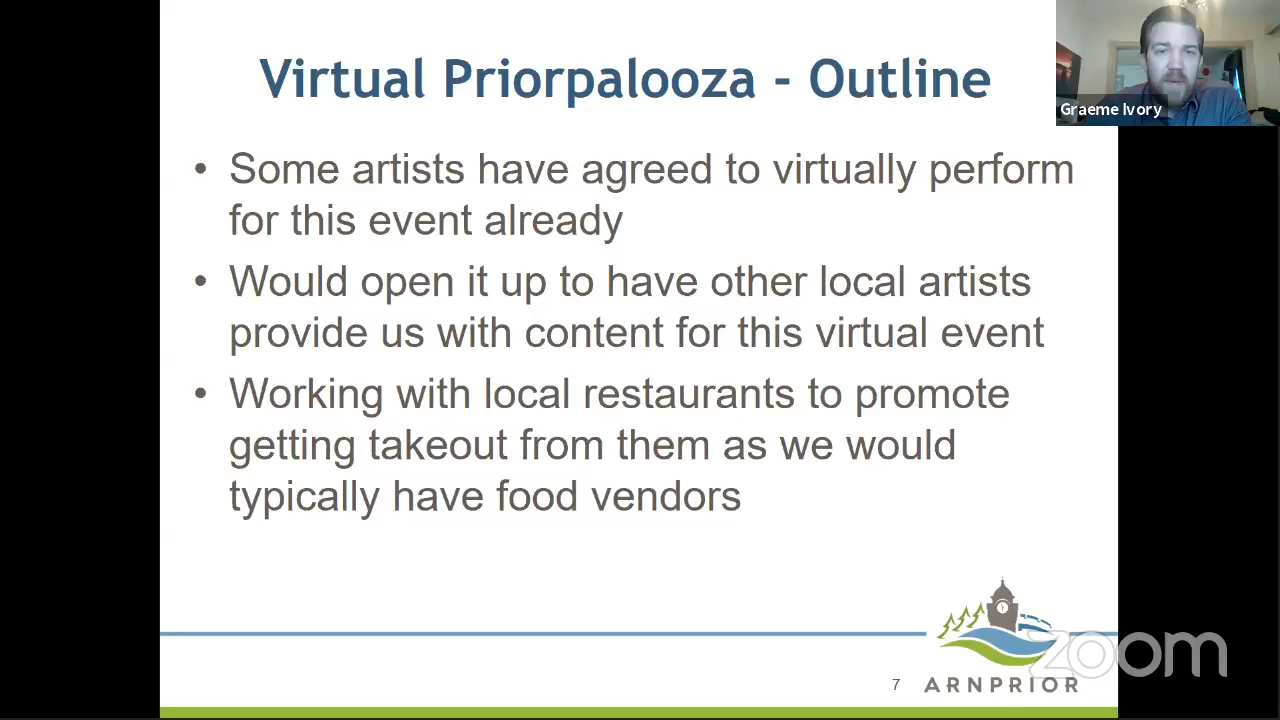 Virtual Priorpalooza - Outline
Graeme Ivory
• Some artists have agreed to virtually perform
for this event already
• Would open it up to have other local artists
provide us with content for this virtual event
• Working with local restaurants to promote
getting takeout from them as we would
typically have food vendors
zoom
7
ARNPRIOR